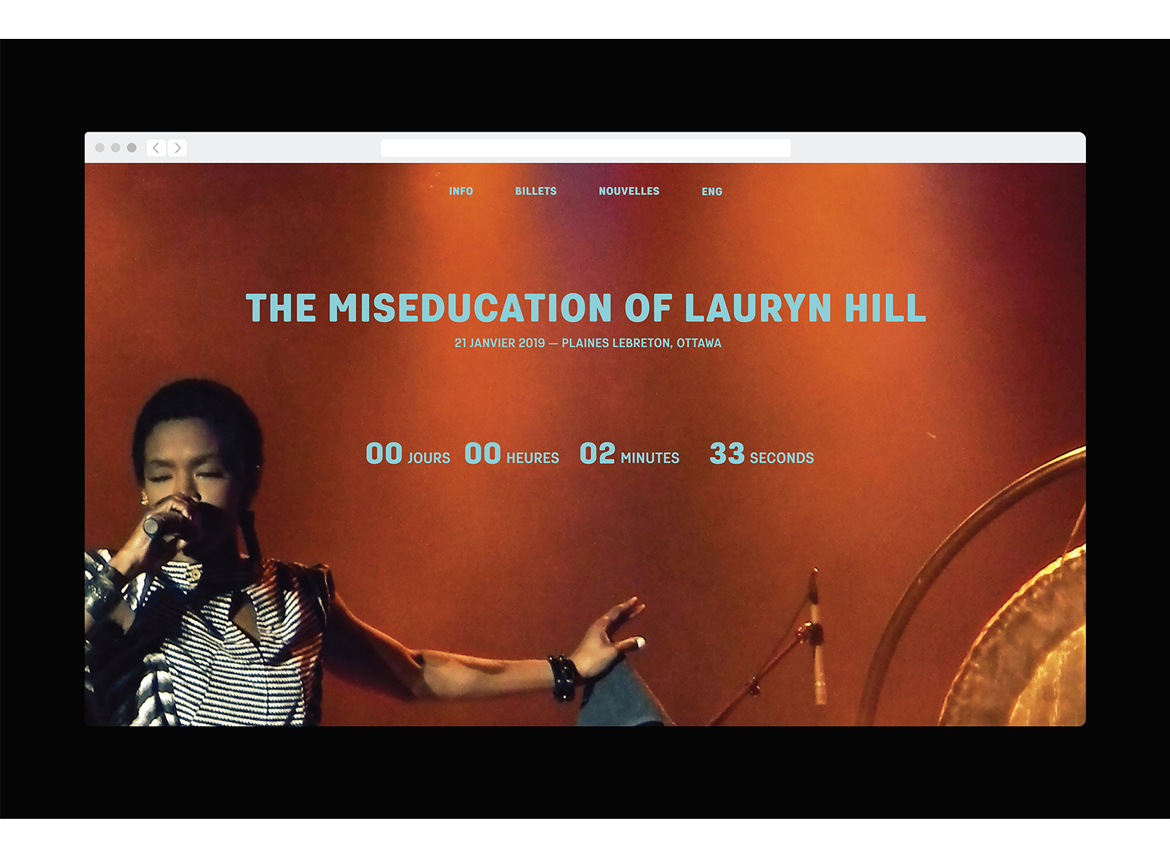 INFO BILLETS NOUVELLES ENG
THE MISEDUCATION OF LAURYN HILL
21 JANVIER 2019 — PLAINES LEBRETON, OTTAWA
00 JOURS 00 HEURES 02 MINUTES 33 SECONDS